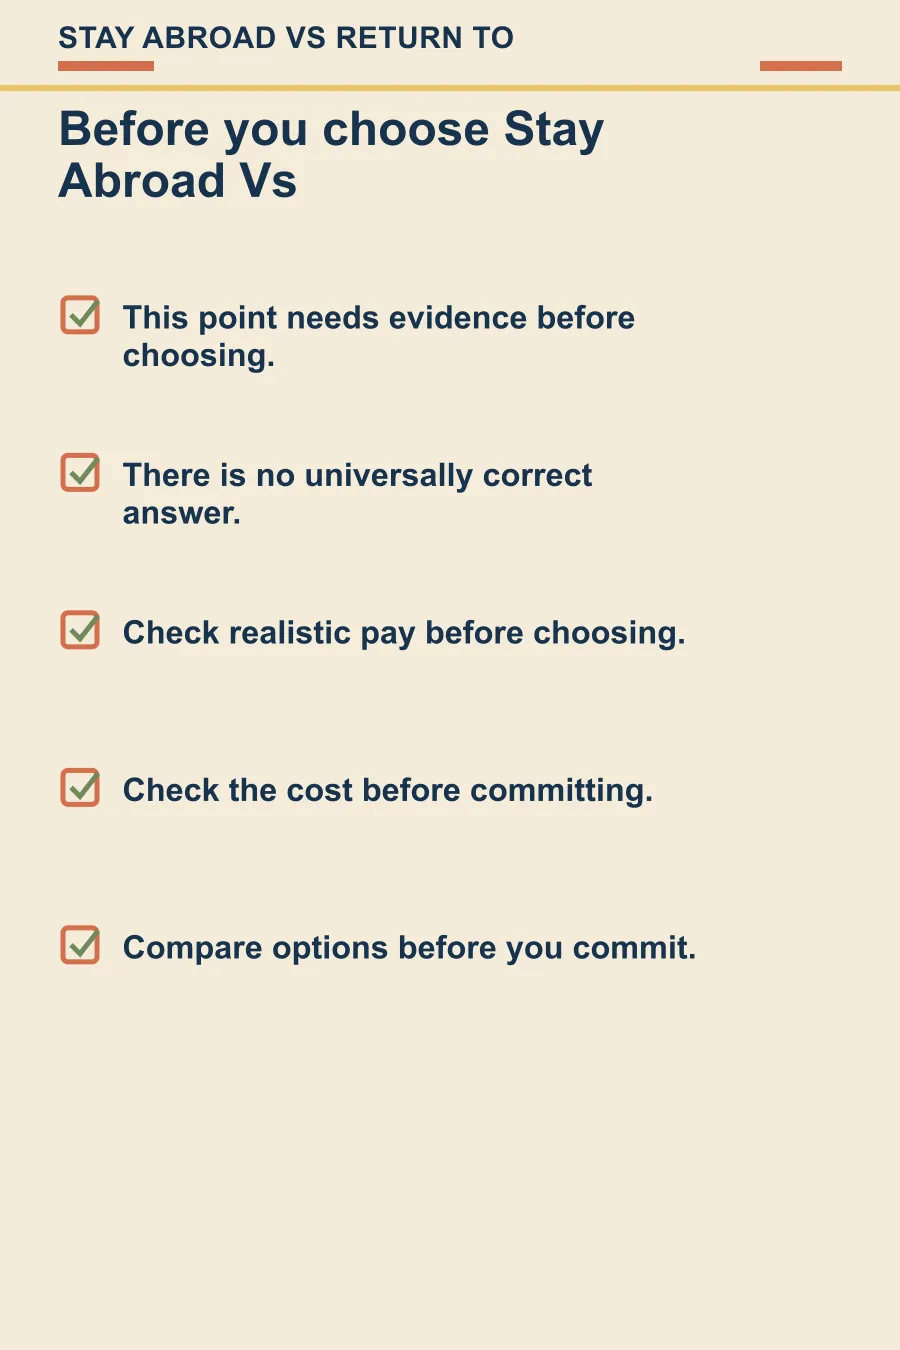 STAY ABROAD VS RETURN TO
Before you choose Stay
Abroad Vs
This point needs evidence before
choosing.
There is no universally correct
answer.
Check realistic pay before choosing.
Check the cost before committing.
Compare options before you commit.